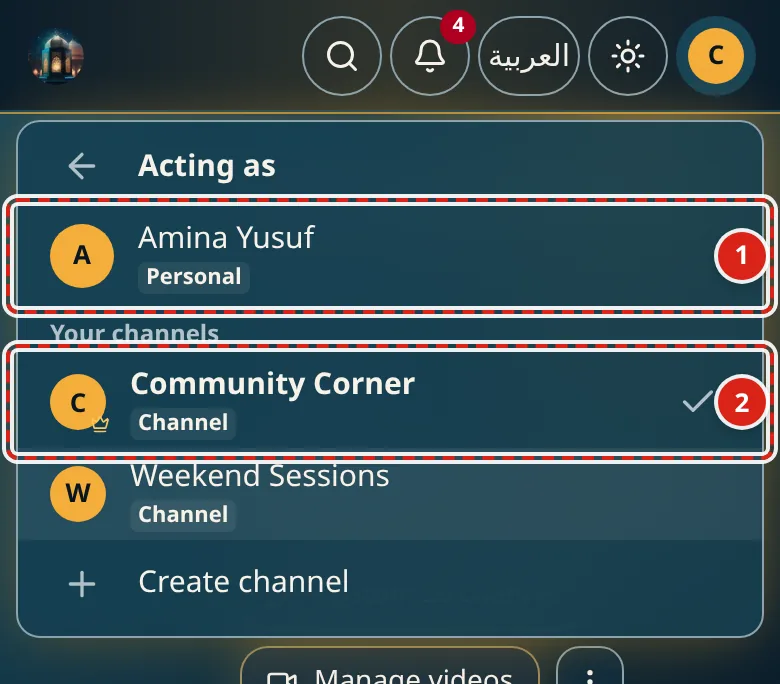 4
العربية
C
Acting as
A
Amina Yusuf
Personal
1
Your channels
C
Community Corner
Channel
2
W
Weekend Sessions
Channel
Create channel
Manage videos